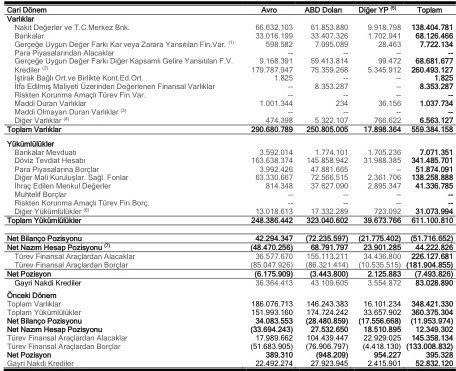 Cari Dönem Avro ABD Doları Diğer YP (5) Toplam
Varlıklar
Nakit Değerler ve T.C.Merkez Bnk. 66.632.103 61.853.880 9.918.798 138.404.781
Bankalar 33.016.199 33.407.326 1.702.941 68.126.466
Gerçeğe Uygun Değer Farkı Kar veya Zarara Yansıtılan Fin.Var. (1) 598.582 7.095.089 28.463 7.722.134
Para Piyasalarından Alacaklar -- -- -- --
Gerçeğe Uygun Değer Farkı Diğer Kapsamlı Gelire Yansıtılan F.V. 9.168.391 59.413.814 99.472 68.681.677
Krediler (2) 179.787.947 75.359.268 5.345.912 260.493.127
İştirak Bağlı Ort.ve Birlikte Kont.Ed.Ort. 1.825 -- -- 1.825
İtfa Edilmiş Maliyeti Üzerinden Değerlenen Finansal Varlıklar -- 8.353.287 -- 8.353.287
Riskten Korunma Amaçlı Türev Fin.Var. -- -- -- --
Maddi Duran Varlıklar 1.001.344 234 36.156 1.037.734
Maddi Olmayan Duran Varlıklar (3) -- -- -- --
Diğer Varlıklar (4) 474.398 5.322.107 766.622 6.563.127
Toplam Varlıklar 290.680.789 250.805.005 17.898.364 559.384.158
Yükümlülükler
Bankalar Mevduatı 3.592.014 1.774.101 1.705.236 7.071.351
Döviz Tevdiat Hesabı 163.638.374 145.858.942 31.988.385 341.485.701
Para Piyasalarına Borçlar 3.992.426 47.881.665 -- 51.874.091
Diğer Mali Kuruluşlar. Sağl. Fonlar 63.330.667 72.566.515 2.361.706 138.258.888
İhraç Edilen Menkul Değerler 814.348 37.627.090 2.895.347 41.336.785
Muhtelif Borçlar -- -- -- --
Riskten Korunma Amaçlı Türev Fin.Borç. -- -- -- --
Diğer Yükümlülükler (6) 13.018.613 17.332.289 723.092 31.073.994
Toplam Yükümlülükler 248.386.442 323.040.602 39.673.766 611.100.810
Net Bilanço Pozisyonu 42.294.347 (72.235.597) (21.775.402) (51.716.652)
Net Nazım Hesap Pozisyonu (7) (48.470.256) 68.791.797 23.901.285 44.222.826
Türev Finansal Araçlardan Alacaklar 36.577.670 155.113.211 34.436.800 226.127.681
Türev Finansal Araçlardan Borçlar (85.047.926) (86.321.414) (10.535.515) (181.904.855)
Net Pozisyon (6.175.909) (3.443.800) 2.125.883 (7.493.826)
Gayri Nakdi Krediler 36.364.413 43.109.605 3.554.872 83.028.890
Önceki Dönem
Toplam Varlıklar 186.076.713 146.243.383 16.101.234 348.421.330
Toplam Yükümlülükler 151.993.160 174.724.242 33.657.902 360.375.304
Net Bilanço Pozisyonu 34.083.553 (28.480.859) (17.556.668) (11.953.974)
Net Nazım Hesap Pozisyonu (33.694.243) 27.532.650 18.510.895 12.349.302
Türev Finansal Araçlardan Alacaklar 17.989.662 104.439.447 22.929.025 145.358.134
Türev Finansal Araçlardan Borçlar (51.683.905) (76.906.797) (4.418.130) (133.008.832)
Net Pozisyon 389.310 (948.209) 954.227 395.328
Gayri Nakdi Krediler 22.492.274 27.923.945 2.415.901 52.832.120